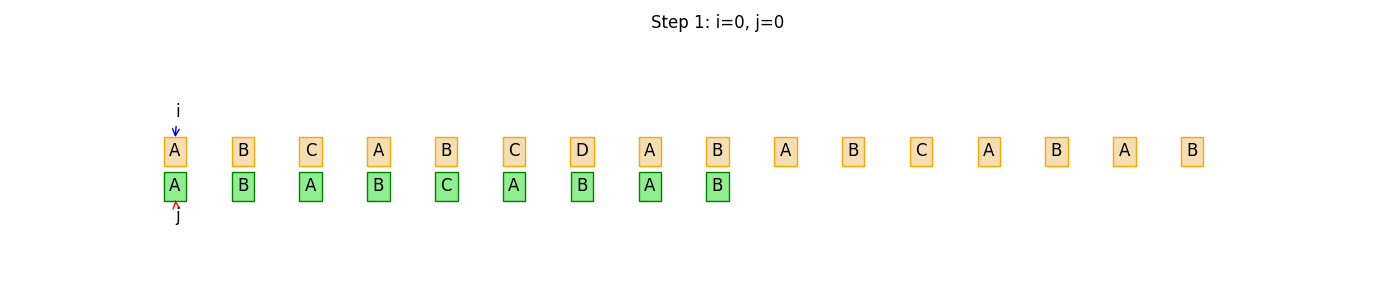 Step 1: i=0, j=0
i
A B C A B C D A B A B C A B A B
A B A B C A B A B
j